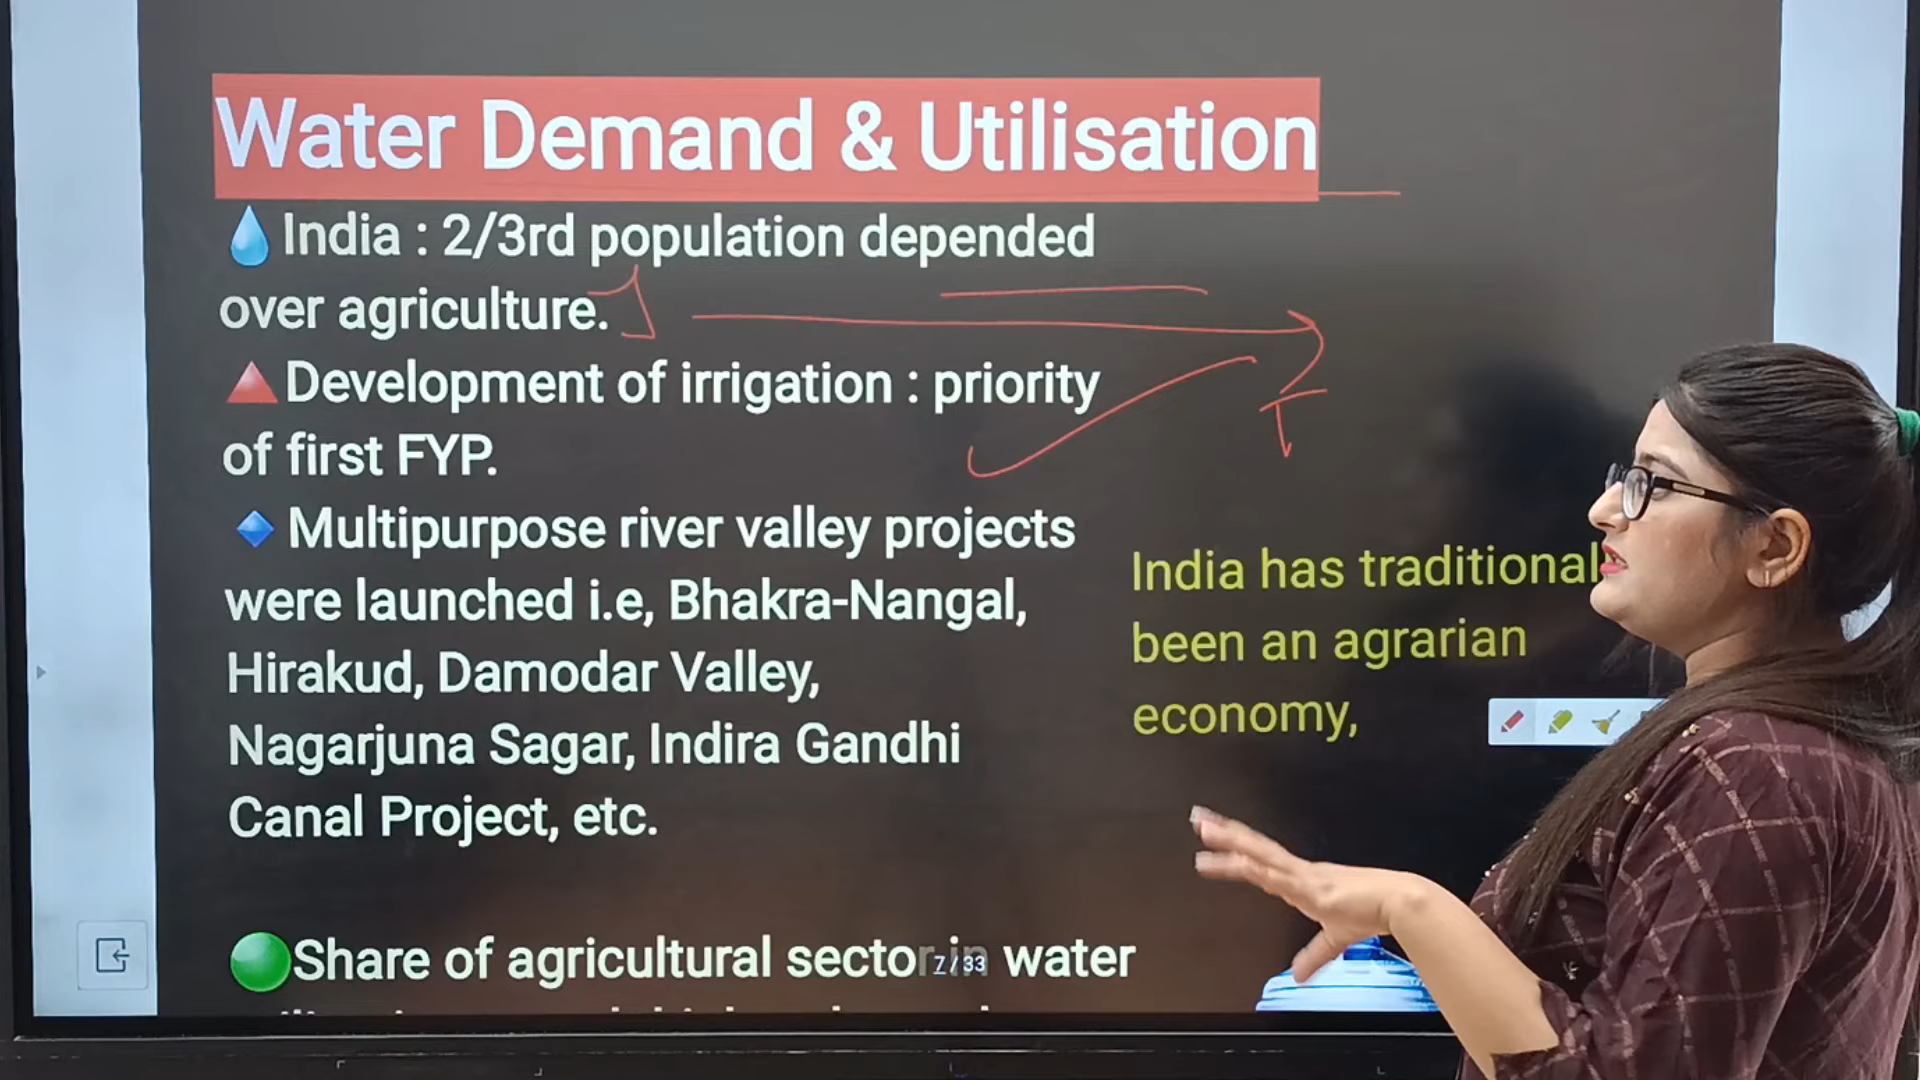 Water Demand & Utilisation
India : 2/3rd population depended
over agriculture.
Development of irrigation : priority
of first FYP.
Multipurpose river valley projects
were launched i.e, Bhakra-Nangal,
Hirakud, Damodar Valley,
Nagarjuna Sagar, Indira Gandhi
Canal Project, etc.
India has traditional
been an agrarian
economy,
Share of agricultural sector in water
7/33